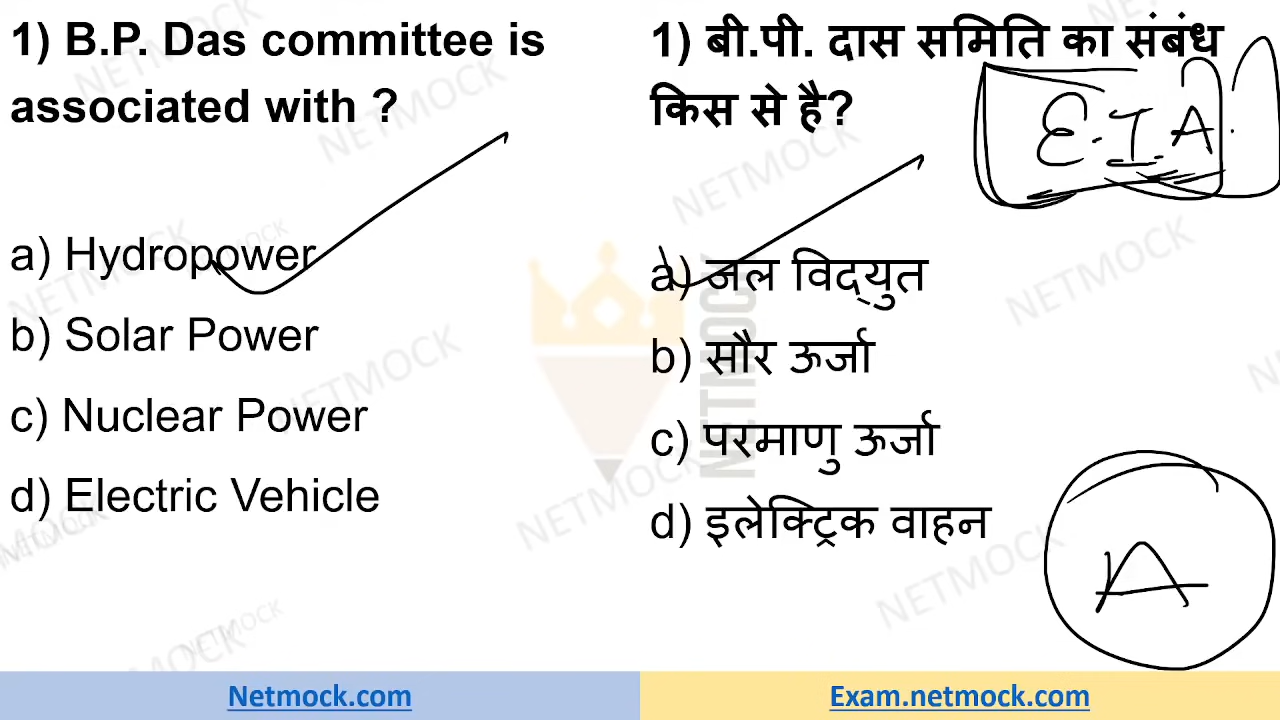 1) B.P. Das committee is
associated with ?
a) Hydropower
b) Solar Power
c) Nuclear Power
d) Electric Vehicle
1) बी.पी. दास समिति का संबंध
किस से है?
E.I.A.
a) जल विद्युत
b) सौर ऊर्जा
c) परमाणु ऊर्जा
d) इलेक्ट्रिक वाहन
A
NETMOCK
Netmock.com
Exam.netmock.com